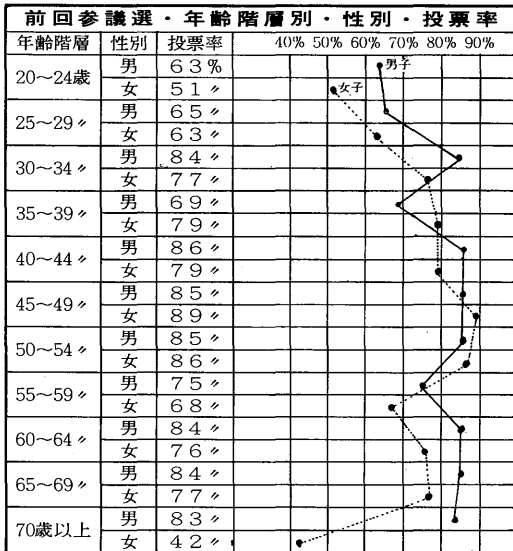 前回参議選・年齢階層別・性別・投票率
年齢階層 性別 投票率 40% 50% 60% 70% 80% 90%
20～24歳 男 63% 男子
女 51〃 女子
25～29〃 男 65〃
女 63〃
30～34〃 男 84〃
女 77〃
35～39〃 男 69〃
女 79〃
40～44〃 男 86〃
女 79〃
45～49〃 男 85〃
女 89〃
50～54〃 男 85〃
女 86〃
55～59〃 男 75〃
女 68〃
60～64〃 男 84〃
女 76〃
65～69〃 男 84〃
女 77〃
70歳以上 男 83〃
女 42〃